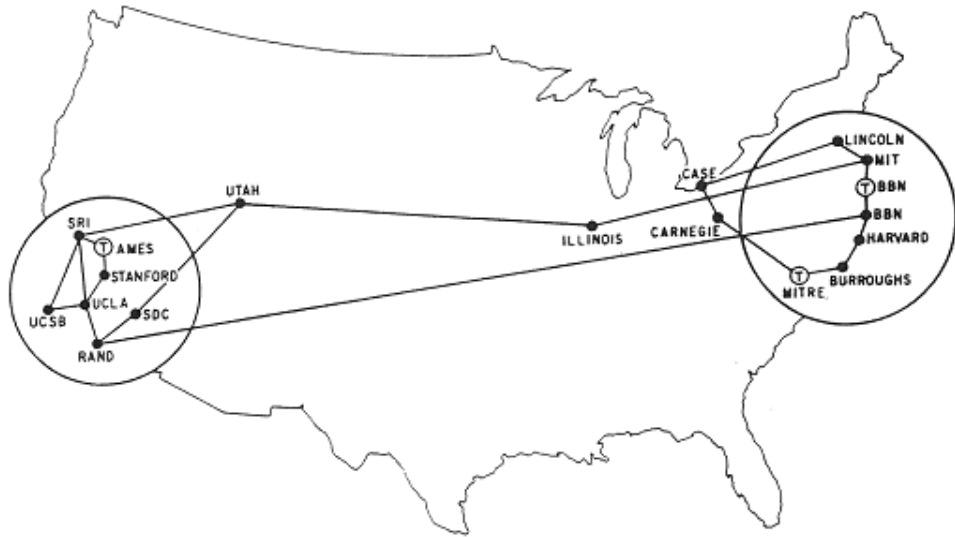 LINCOLN
MIT
CASE
T BBN
UTAH
BBN
SRI
CARNEGIE
ILLINOIS
HARVARD
T AMES
STANFORD
BURROUGHS
T
MITRE
UCLA
SDC
UCSB
RAND